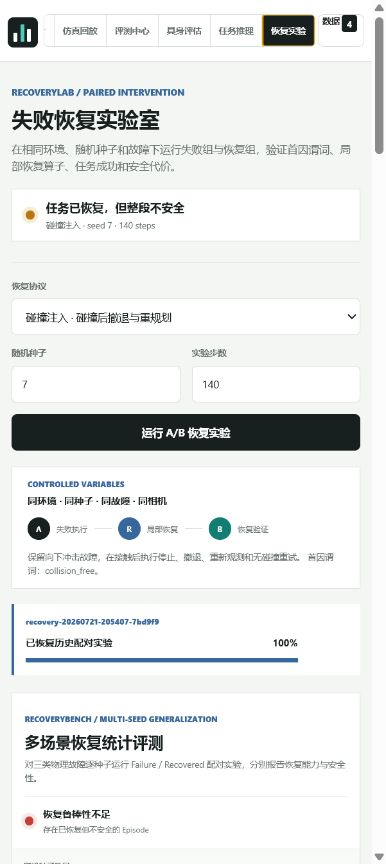 仿真回放 评测中心 具身评估 任务推理 恢复实验 数据 4
RECOVERYLAB / PAIRED INTERVENTION
失败恢复实验室
在相同环境、随机种子和故障下运行失败组与恢复组，验证首因谓词、局
部恢复算子、任务成功和安全代价。
任务已恢复，但整段不安全
碰撞注入 · seed 7 · 140 steps
恢复协议
碰撞注入 · 碰撞后撤退与重规划
随机种子 实验步数
7 140
运行 A/B 恢复实验
CONTROLLED VARIABLES
同环境 · 同种子 · 同故障 · 同相机
A 失败执行 R 局部恢复 B 恢复验证
保留向下冲击故障，在接触后执行停止、撤退、重新观测和无碰撞重试。 首因谓
词：collision_free。
recovery-20260721-205407-7bd9f9
已恢复历史配对实验 100%
RECOVERYBENCH / MULTI-SEED GENERALIZATION
多场景恢复统计评测
对三类物理故障逐种子运行 Failure / Recovered 配对实验，分别报告恢复能力与安全
性。
恢复鲁棒性不足
存在已恢复但不安全的 Episode